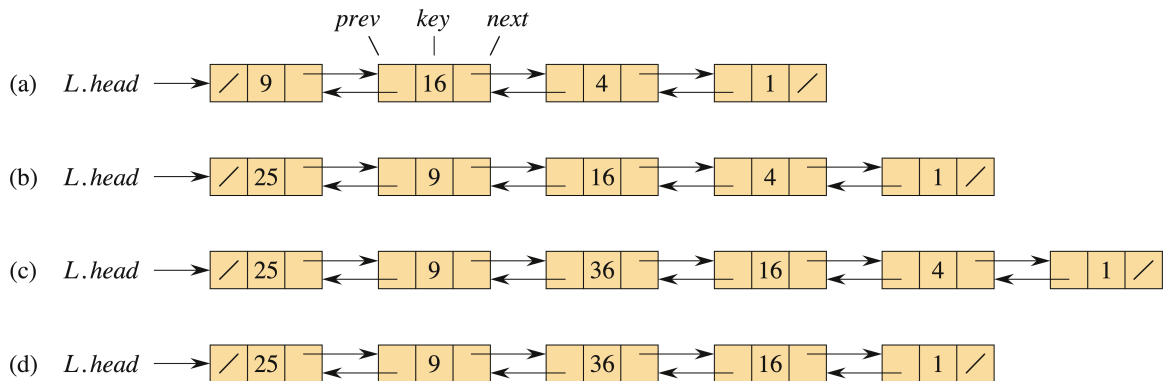 prev key next
(a) L.head / 9 16 4 1 /
(b) L.head / 25 9 16 4 1 /
(c) L.head / 25 9 36 16 4 1 /
(d) L.head / 25 9 36 16 1 /